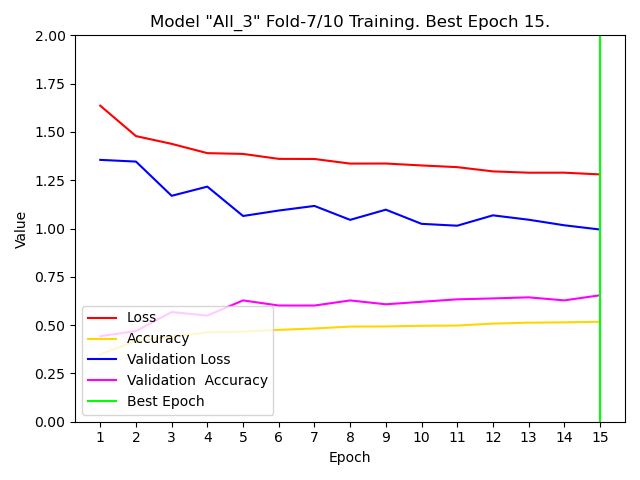 Model "All_3" Fold-7/10 Training. Best Epoch 15.
2.00
1.75
1.50
1.25
1.00
0.75
0.50
0.25
0.00
Value
Loss
Accuracy
Validation Loss
Validation  Accuracy
Best Epoch
1 2 3 4 5 6 7 8 9 10 11 12 13 14 15
Epoch